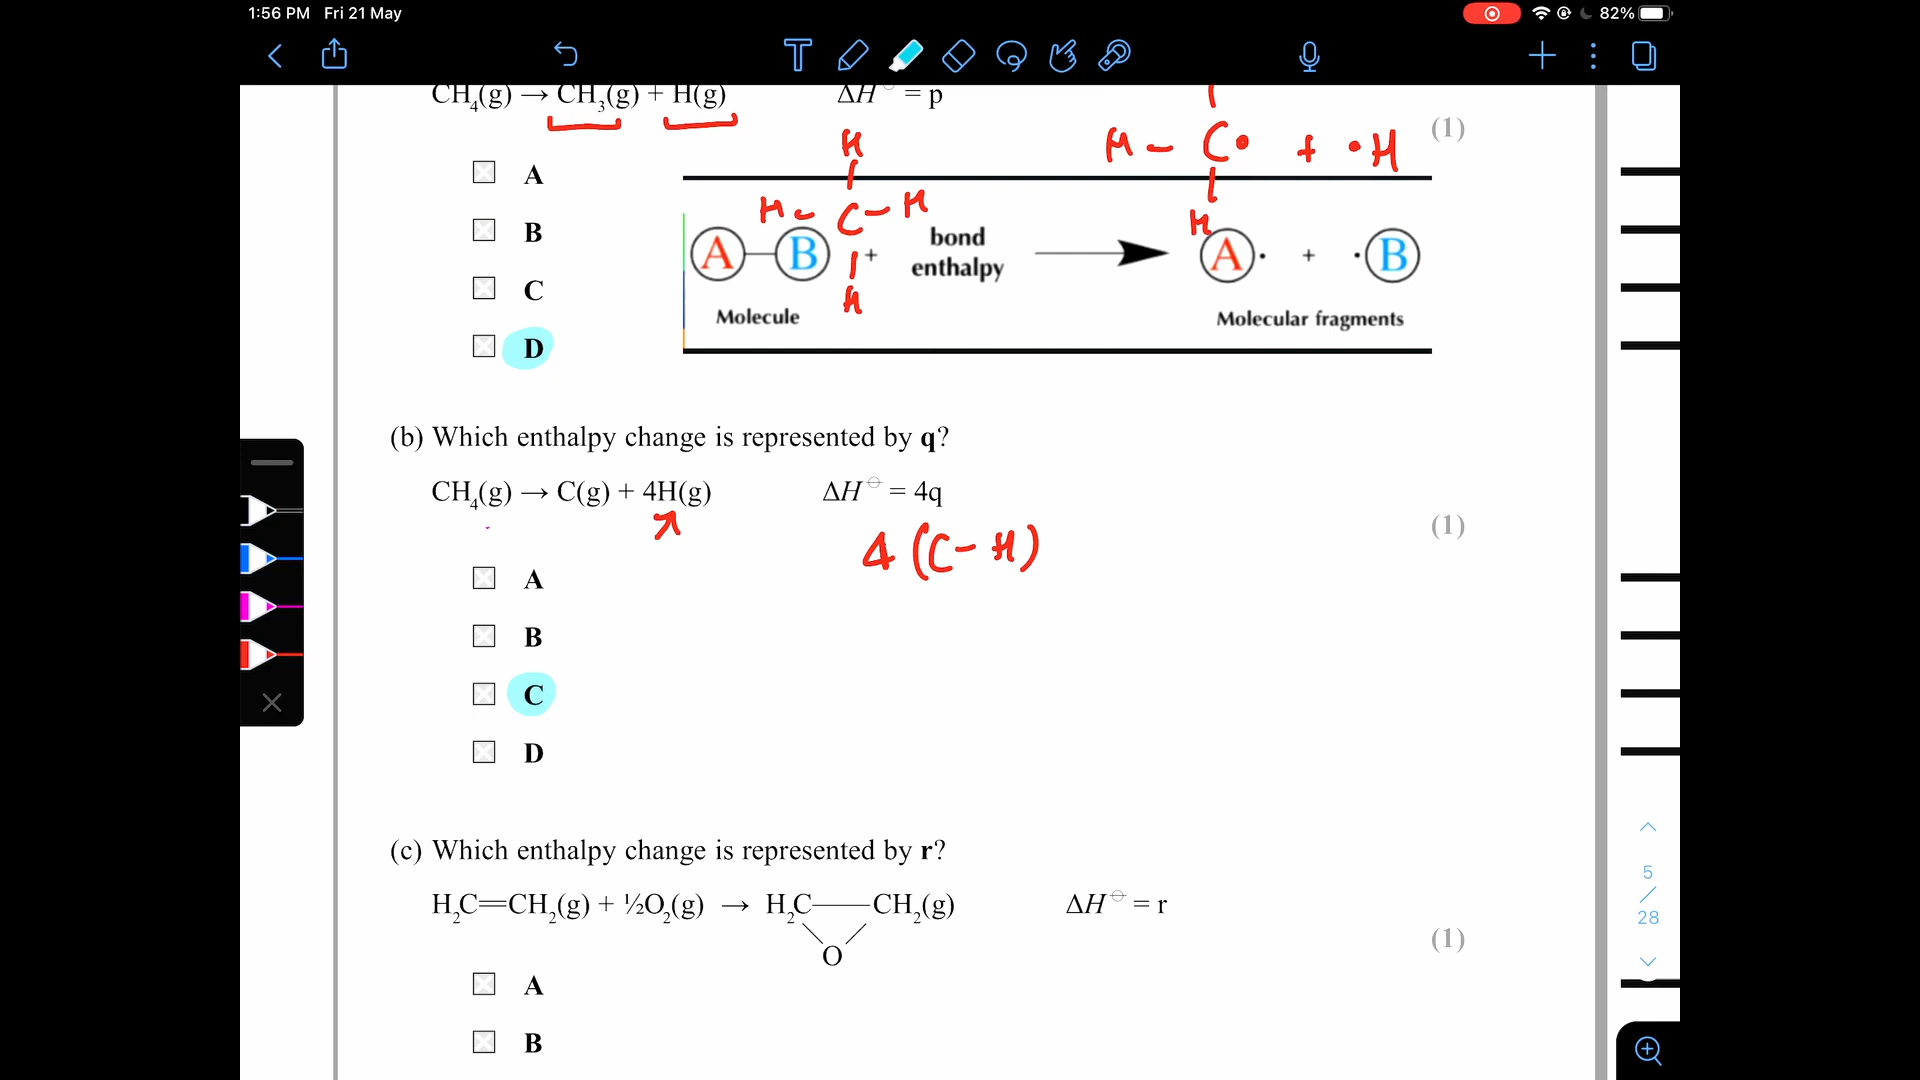 1:56 PM Fri 21 May
82%
CH₄(g) → CH₃(g) + H(g) ΔH⦵ = p
(1)
H
H – C – H
H
H – C• + •H
H
A
B
C
D
A B + bond enthalpy A• + •B
Molecule
Molecular fragments
(b) Which enthalpy change is represented by q?
CH₄(g) → C(g) + 4H(g) ΔH⦵ = 4q
(1)
4 (C – H)
A
B
C
D
(c) Which enthalpy change is represented by r?
H₂C=CH₂(g) + ½O₂(g) → H₂C—CH₂(g) ΔH⦵ = r
O
(1)
A
B
5
/
28